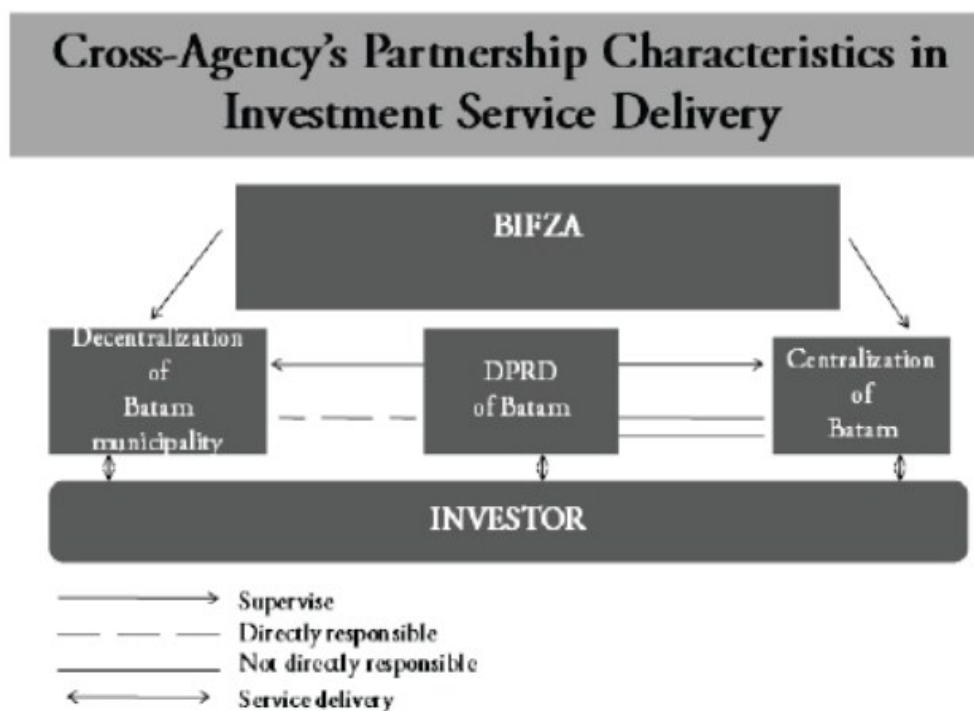 Cross-Agency's Partnership Characteristics in
Investment Service Delivery
BIFZA
Decentralization
of
Batam
municipality
DPRD
of Batam
Centralization
of
Batam
INVESTOR
Supervise
Directly responsible
Not directly responsible
Service delivery